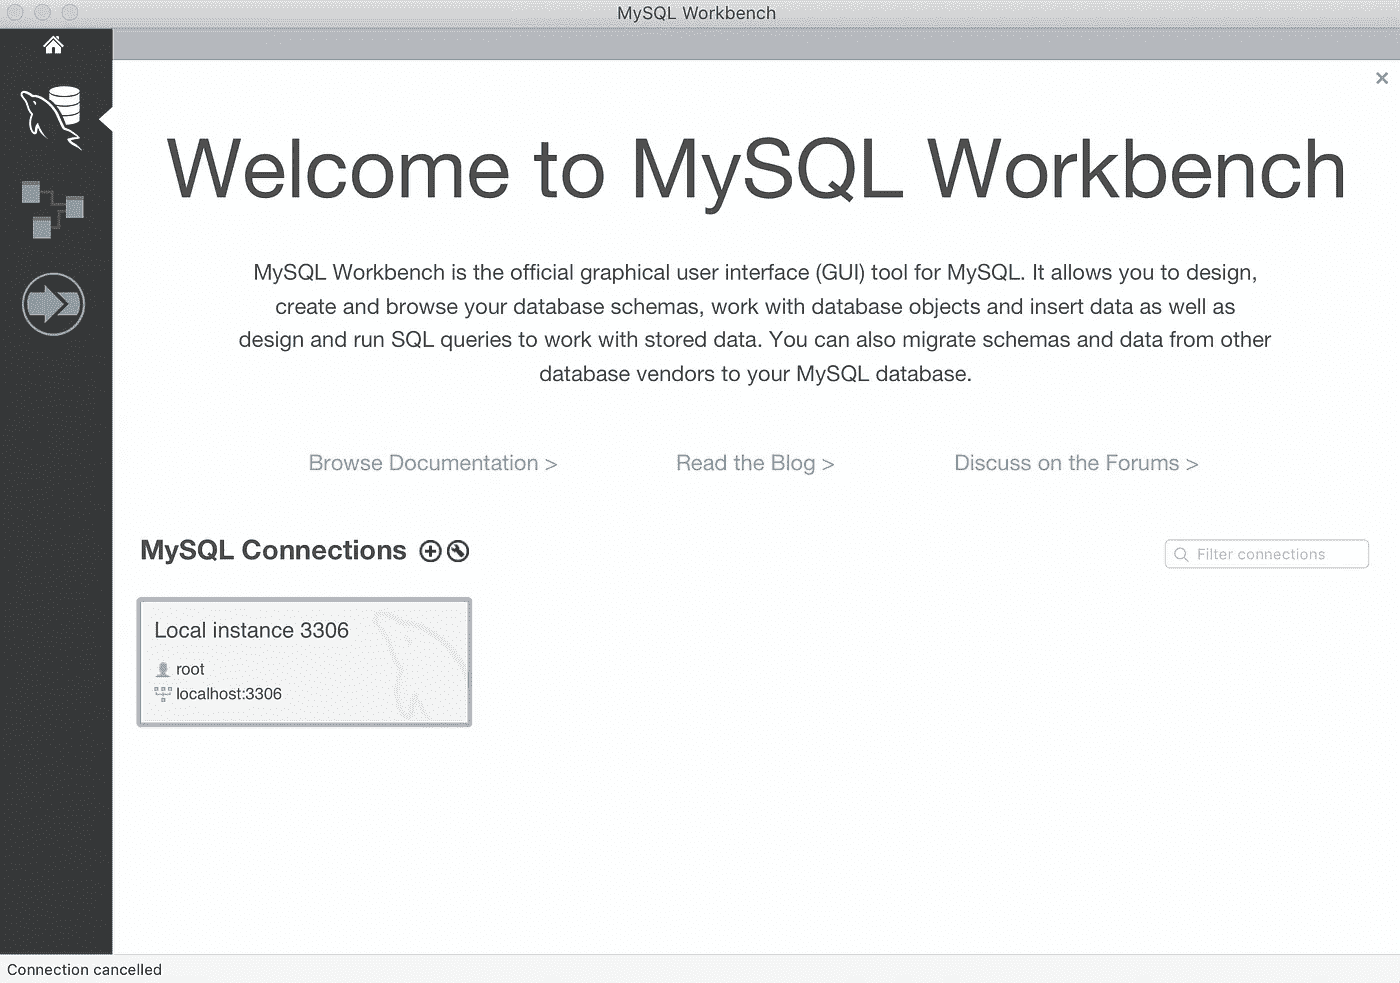 MySQL Workbench
Welcome to MySQL Workbench
MySQL Workbench is the official graphical user interface (GUI) tool for MySQL. It allows you to design,
create and browse your database schemas, work with database objects and insert data as well as
design and run SQL queries to work with stored data. You can also migrate schemas and data from other
database vendors to your MySQL database.
Browse Documentation >
Read the Blog >
Discuss on the Forums >
MySQL Connections
Filter connections
Local instance 3306
root
localhost:3306
Connection cancelled